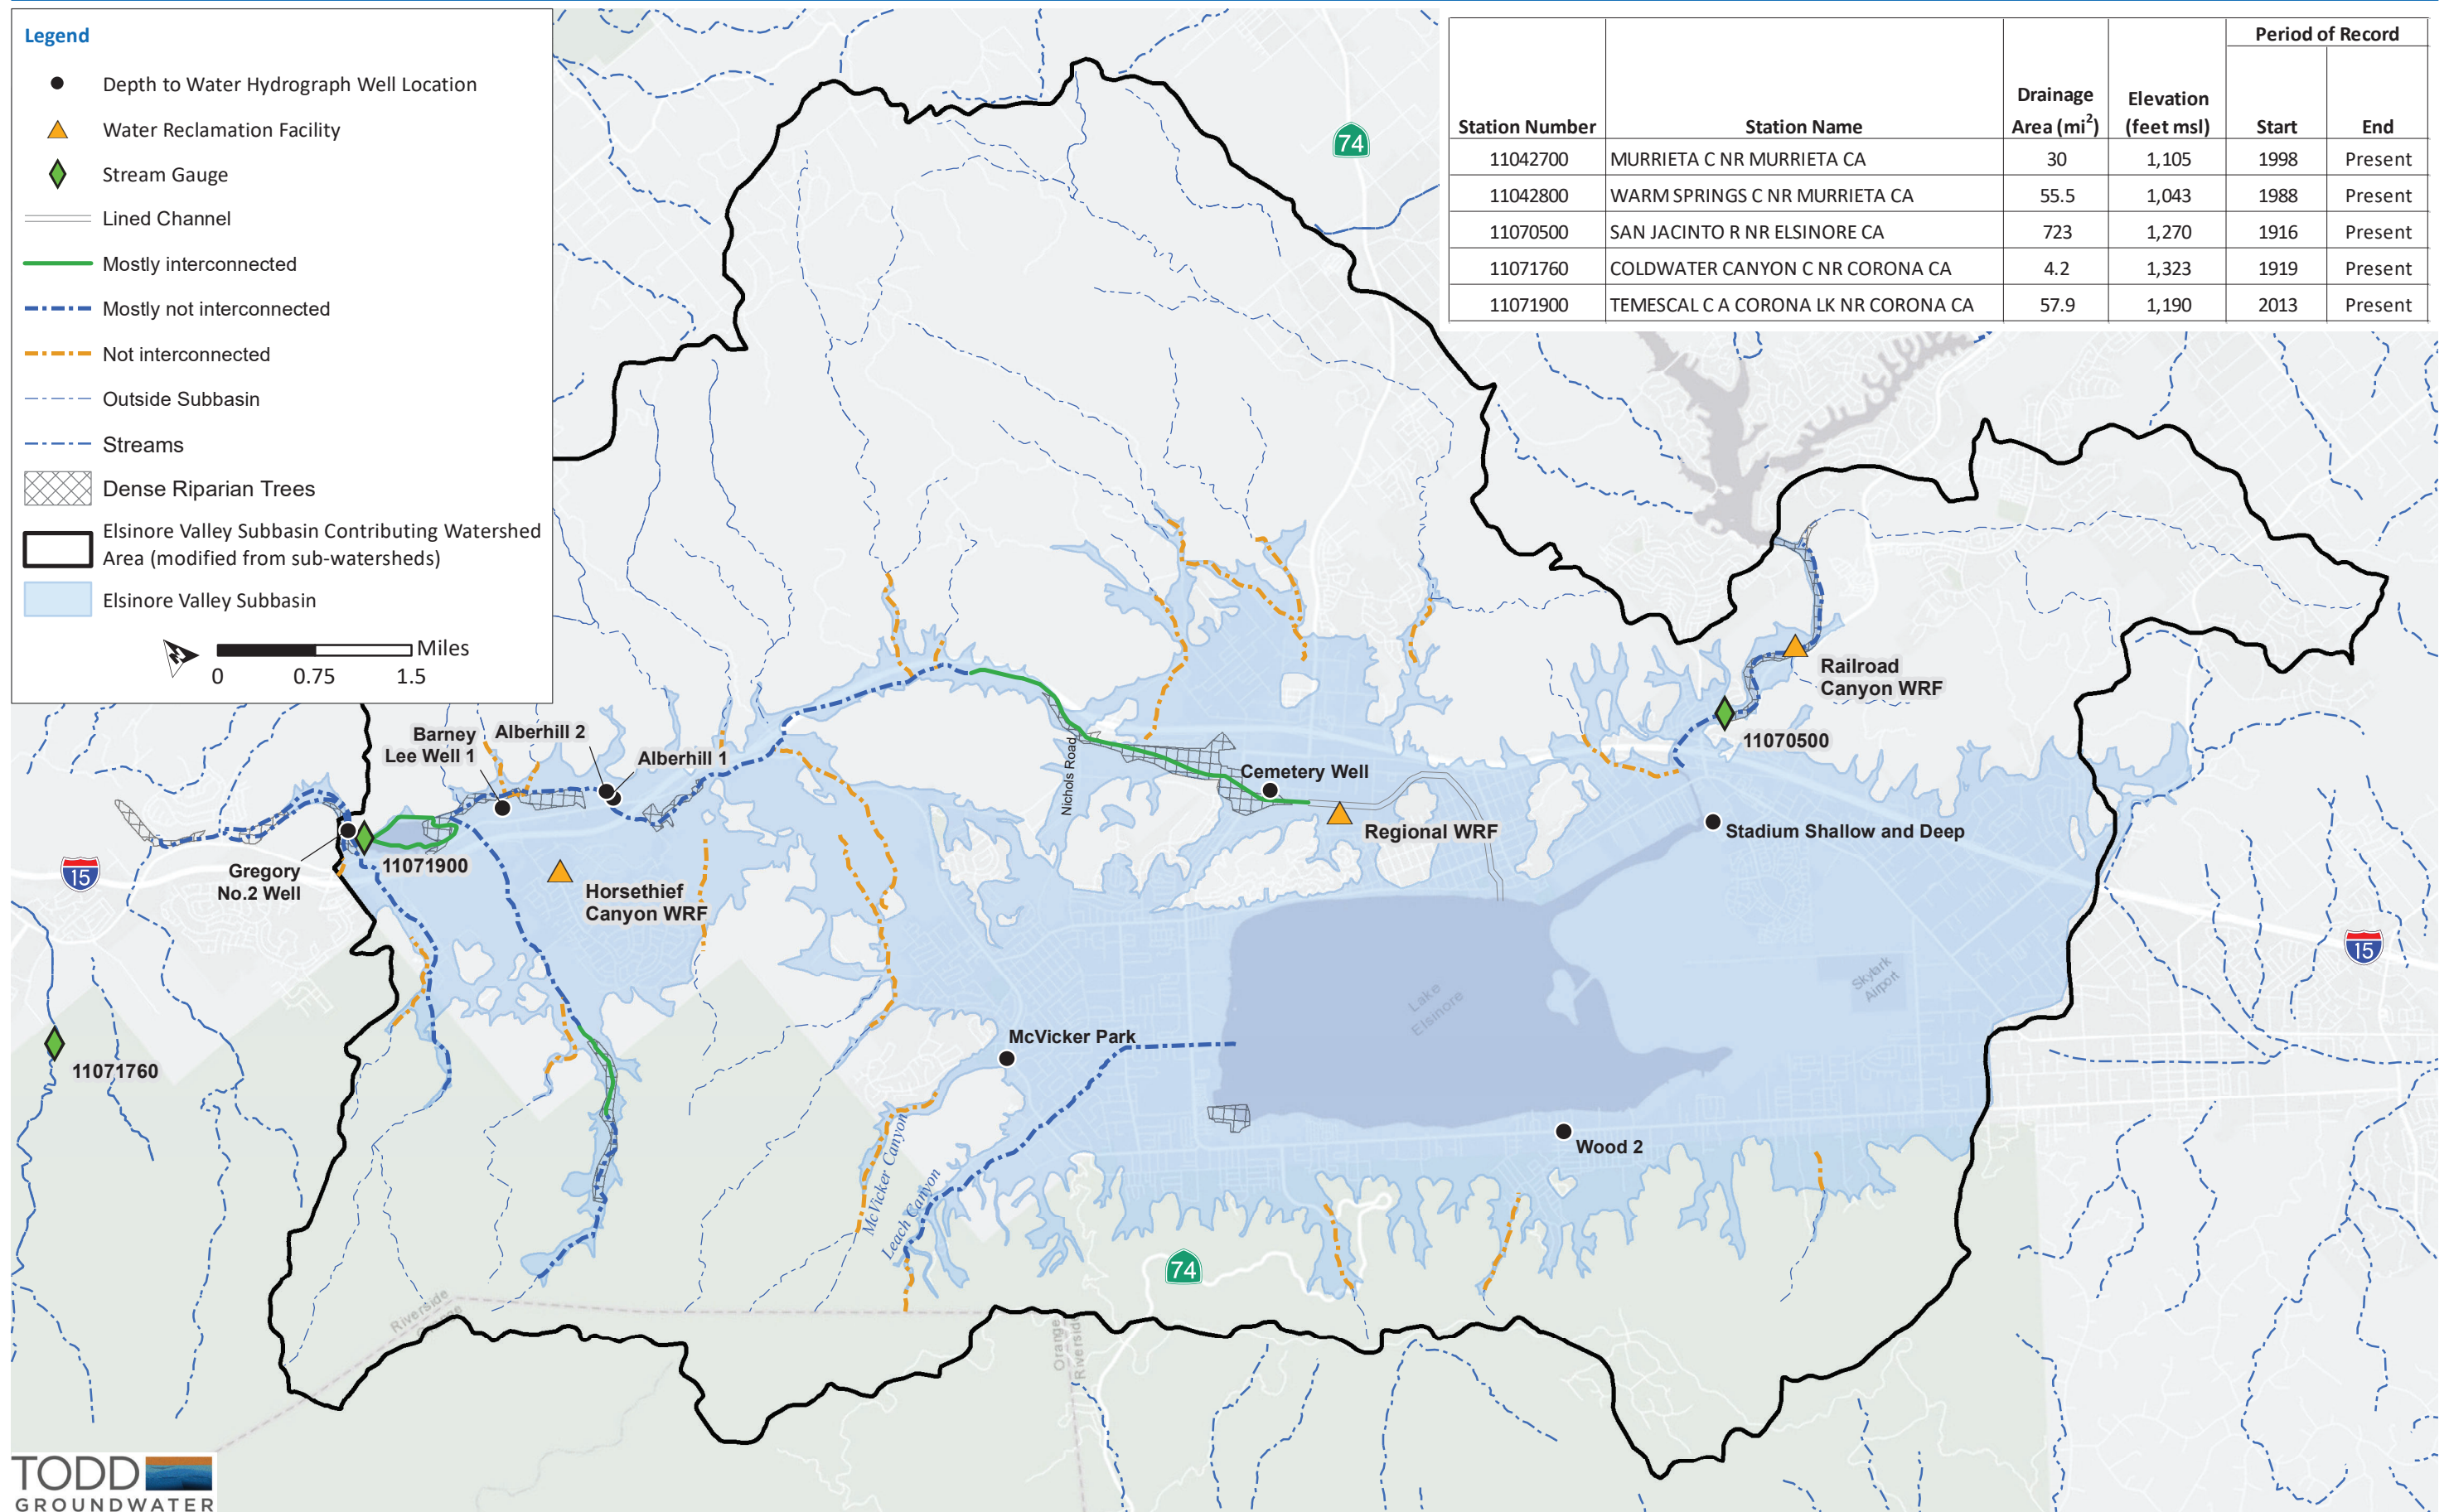 Legend
Depth to Water Hydrograph Well Location
Water Reclamation Facility
Stream Gauge
Lined Channel
Mostly interconnected
Mostly not interconnected
Not interconnected
Outside Subbasin
Streams
Dense Riparian Trees
Elsinore Valley Subbasin Contributing Watershed
Area (modified from sub-watersheds)
Elsinore Valley Subbasin
N
Miles
0 0.75 1.5
Period of Record
Station Number Station Name Drainage Area (mi²) Elevation (feet msl) Start End
11042700 MURRIETA C NR MURRIETA CA 30 1,105 1998 Present
11042800 WARM SPRINGS C NR MURRIETA CA 55.5 1,043 1988 Present
11070500 SAN JACINTO R NR ELSINORE CA 723 1,270 1916 Present
11071760 COLDWATER CANYON C NR CORONA CA 4.2 1,323 1919 Present
11071900 TEMESCAL C A CORONA LK NR CORONA CA 57.9 1,190 2013 Present
74
Railroad
Canyon WRF
11070500
Barney
Lee Well 1
Alberhill 2
Alberhill 1
Nichols Road
Cemetery Well
Regional WRF
Stadium Shallow and Deep
15
Gregory
No.2 Well
11071900
Horsethief
Canyon WRF
15
Lake
Elsinore
Skylark
Airport
11071760
McVicker Park
McVicker Canyon
Leach Canyon
Wood 2
74
Riverside
Orange
Orange
Riverside
TODD
GROUNDWATER